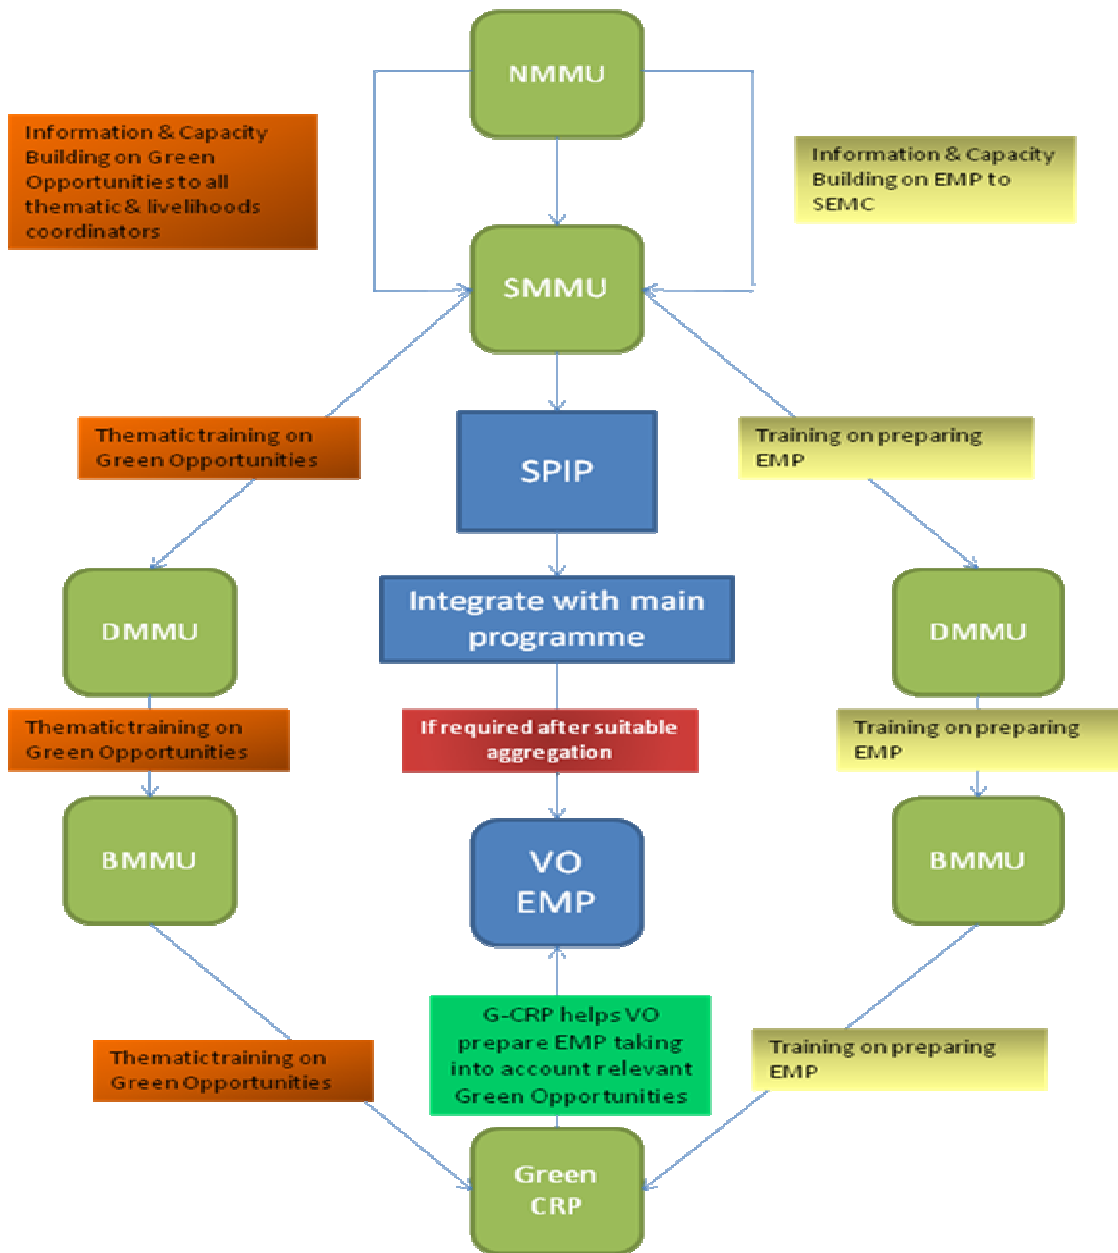 NMMU
Information & Capacity
Building on Green
Opportunities to all
thematic & livelihoods
coordinators
Information & Capacity
Building on EMP to
SEMC
SMMU
Thematic training on
Green Opportunities
SPIP
Training on preparing
EMP
DMMU
Integrate with main
programme
DMMU
Thematic training on
Green Opportunities
If required after suitable
aggregation
Training on preparing
EMP
BMMU
VO
EMP
BMMU
Thematic training on
Green Opportunities
G-CRP helps VO
prepare EMP taking
into account relevant
Green Opportunities
Training on preparing
EMP
Green
CRP